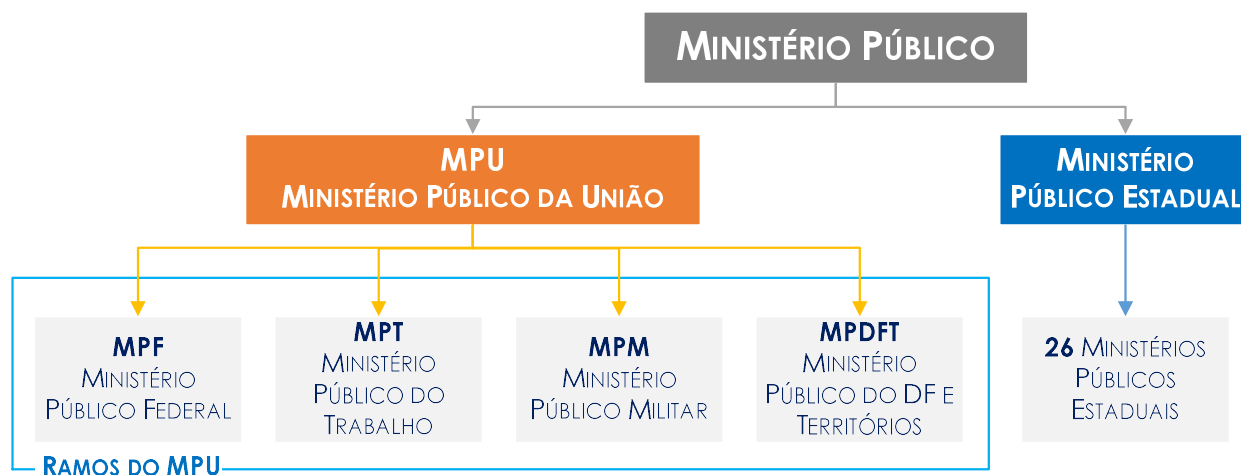 MINISTÉRIO PÚBLICO
MPU
MINISTÉRIO PÚBLICO DA UNIÃO
MINISTÉRIO
PÚBLICO ESTADUAL
MPF
MINISTÉRIO
PÚBLICO FEDERAL
MPT
MINISTÉRIO
PÚBLICO DO
TRABALHO
MPM
MINISTÉRIO
PÚBLICO MILITAR
MPDFT
MINISTÉRIO
PÚBLICO DO DF E
TERRITÓRIOS
26 MINISTÉRIOS
PÚBLICOS
ESTADUAIS
RAMOS DO MPU